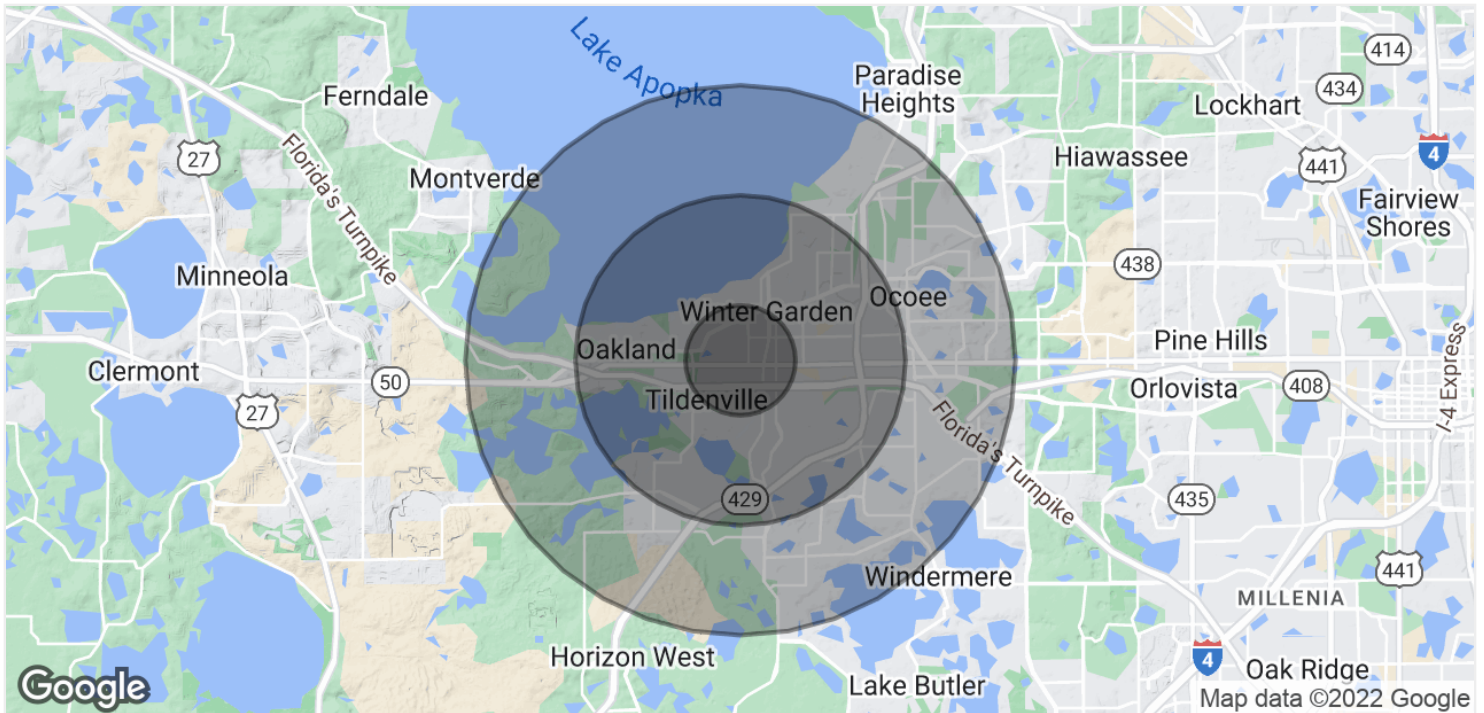 Lake Apopka
Paradise
Heights
414
434
Ferndale
Lockhart
27
Florida's Turnpike
Hiawassee
441
4
Montverde
Fairview
Shores
438
Minneola
Ocoee
Winter Garden
Oakland
Pine Hills
I-4 Express
Clermont
50
Orlovista
408
27
Tildenville
Florida's Turnpike
429
435
Windermere
441
MILLENIA
Horizon West
4
Oak Ridge
Lake Butler
Google
Map data ©2022 Google